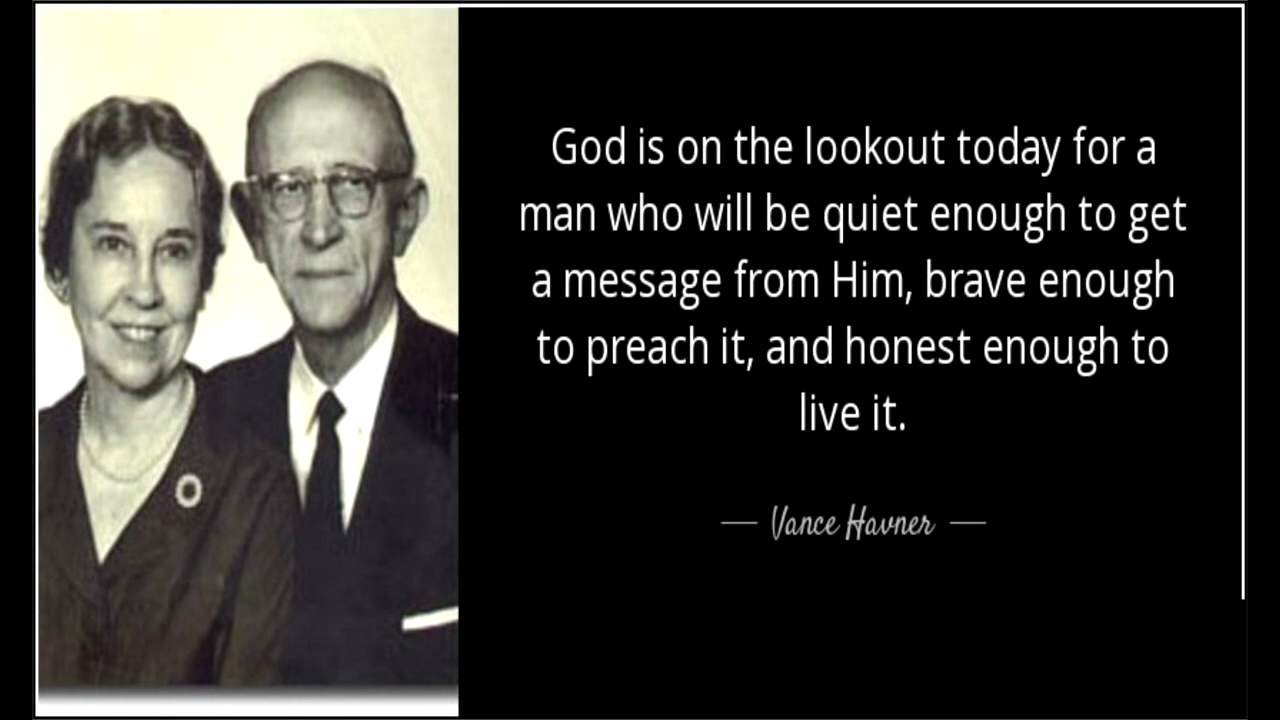 God is on the lookout today for a
man who will be quiet enough to get
a message from Him, brave enough
to preach it, and honest enough to
live it.
— Vance Havner —